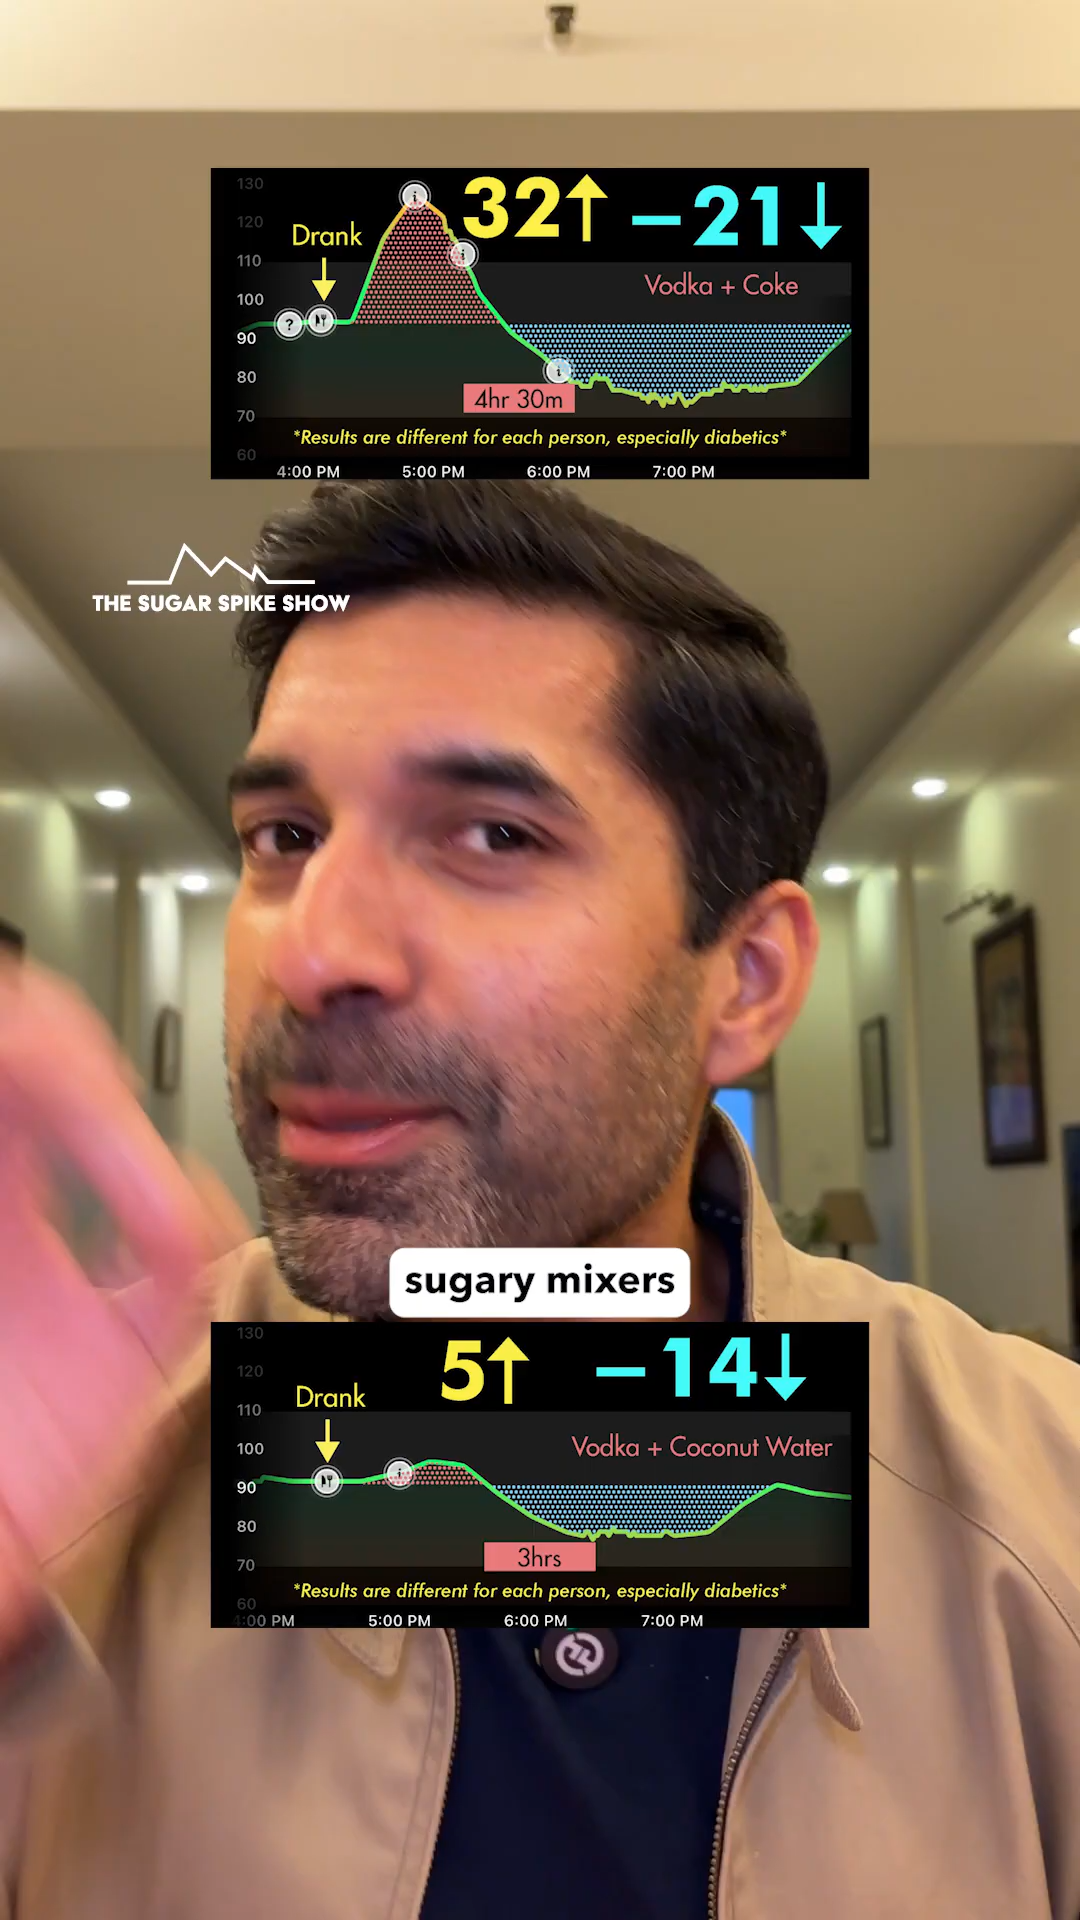 130
32↑ –21↓
120
Drank
110
Vodka + Coke
100
90
80
4hr 30m
70
*Results are different for each person, especially diabetics*
60
4:00 PM 5:00 PM 6:00 PM 7:00 PM
THE SUGAR SPIKE SHOW
sugary mixers
130
5↑ –14↓
120
Drank
110
Vodka + Coconut Water
100
90
80
3hrs
70
*Results are different for each person, especially diabetics*
60
4:00 PM 5:00 PM 6:00 PM 7:00 PM